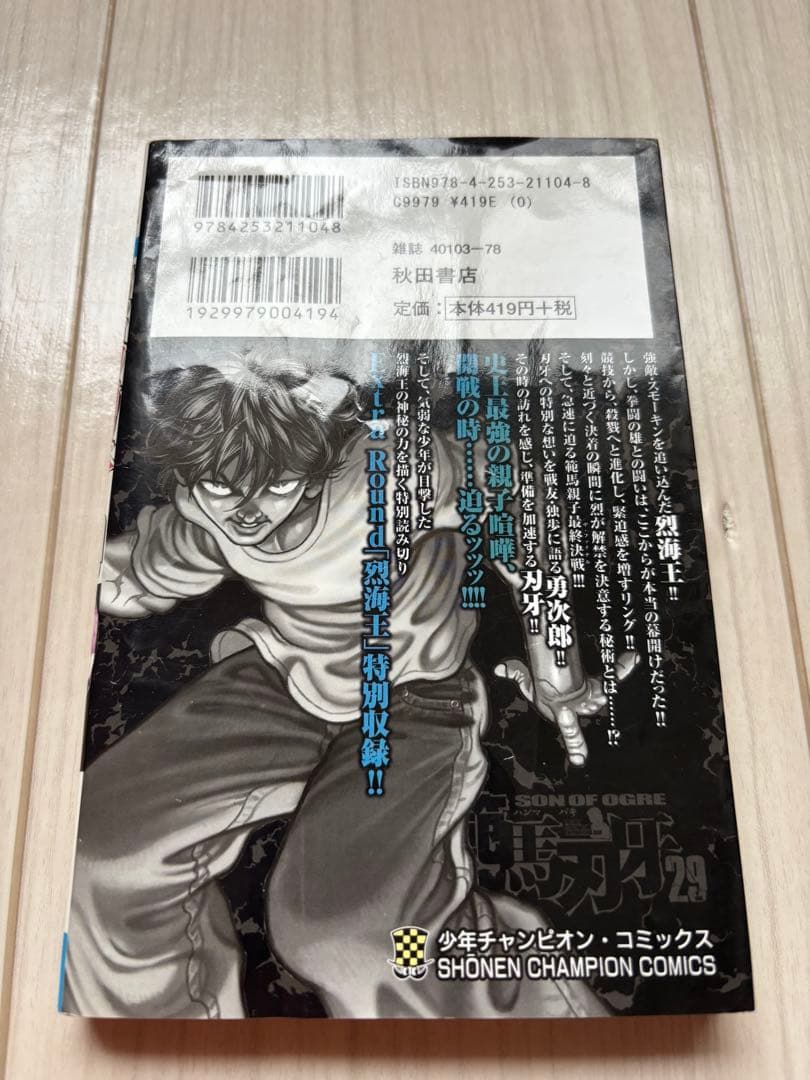 ISBN978-4-253-21104-8
C9979 ¥419E (0)
9784253211048
雑誌 40103-78
秋田書店
1929979004194
定価：本体419円+税
強敵・スモーキンを追い込んだ烈海王!!
しかし、拳闘の雄との闘いは、ここからが本当の幕開けだった!!
競技から、殺戮へと進化し、緊迫感を増すリング!!
刻々と近づく決着の瞬間に烈が解禁を決意する秘術とは……!?
そして、急速に迫る範馬親子最終決戦!!!
刃牙への特別な想いを戦友・独歩に語る勇次郎!!
その時の訪れを感じ、準備を加速する刃牙!!
史上最強の親子喧嘩、
開戦の時……迫るッッッ!!!!
そして、気弱な少年が目撃した
烈海王の神秘の力を描く特別読み切り
Extra Round「烈海王」特別収録!!
SON OF OGRE
ハンマ バキ
範馬刃牙 29
少年チャンピオン・コミックス
SHŌNEN CHAMPION COMICS